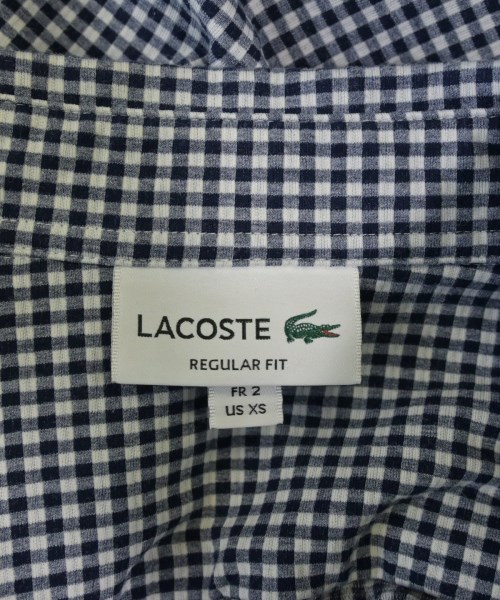 LACOSTE
REGULAR FIT
FR 2
US XS